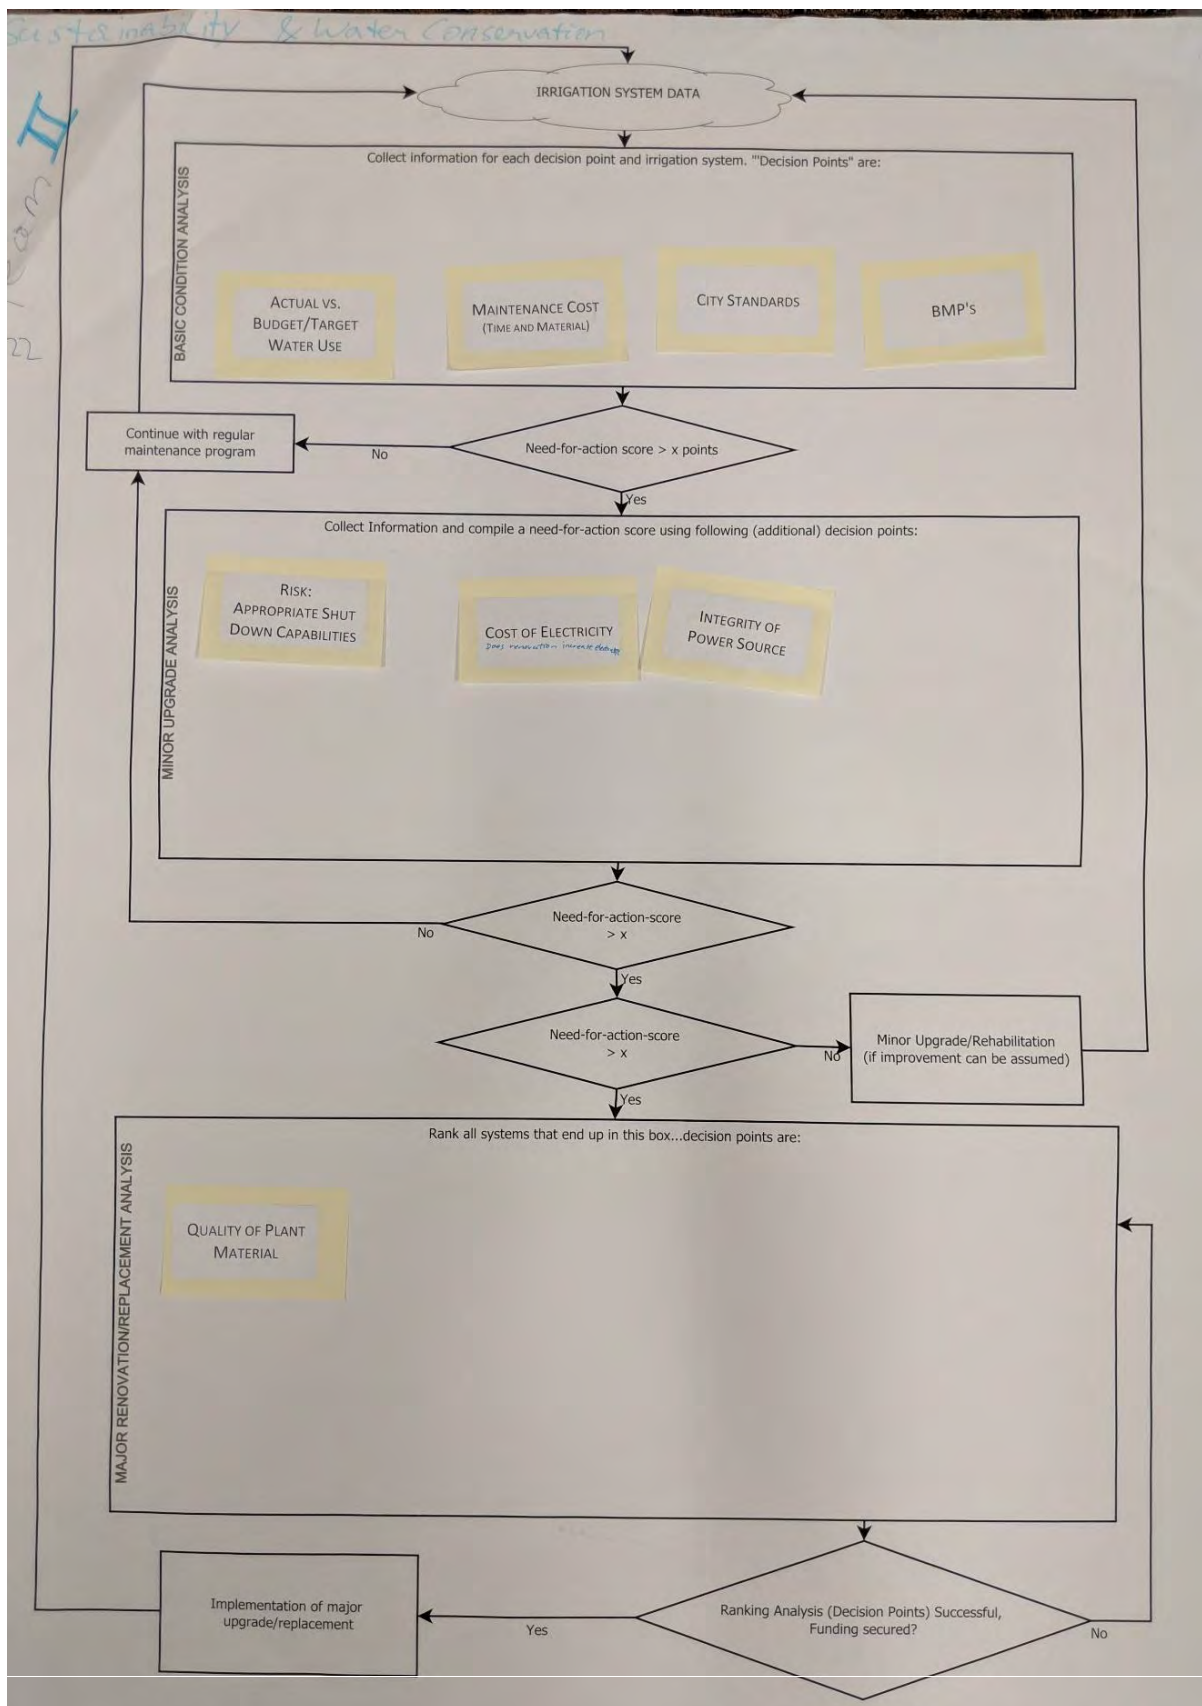 Sustainability & Water Conservation
Team II
22
IRRIGATION SYSTEM DATA
BASIC CONDITION ANALYSIS
Collect information for each decision point and irrigation system. "'Decision Points" are:
ACTUAL VS.
BUDGET/TARGET
WATER USE
MAINTENANCE COST
(TIME AND MATERIAL)
CITY STANDARDS
BMP'S
Need-for-action score > x points
No
Continue with regular
maintenance program
Yes
MINOR UPGRADE ANALYSIS
Collect Information and compile a need-for-action score using following (additional) decision points:
RISK:
APPROPRIATE SHUT
DOWN CAPABILITIES
COST OF ELECTRICITY
Does renovation increase
INTEGRITY OF
POWER SOURCE
Need-for-action-score
> x
No
Yes
Need-for-action-score
> x
No
Minor Upgrade/Rehabilitation
(if improvement can be assumed)
Yes
MAJOR RENOVATION/REPLACEMENT ANALYSIS
Rank all systems that end up in this box...decision points are:
QUALITY OF PLANT
MATERIAL
Ranking Analysis (Decision Points) Successful,
Funding secured?
No
Yes
Implementation of major
upgrade/replacement